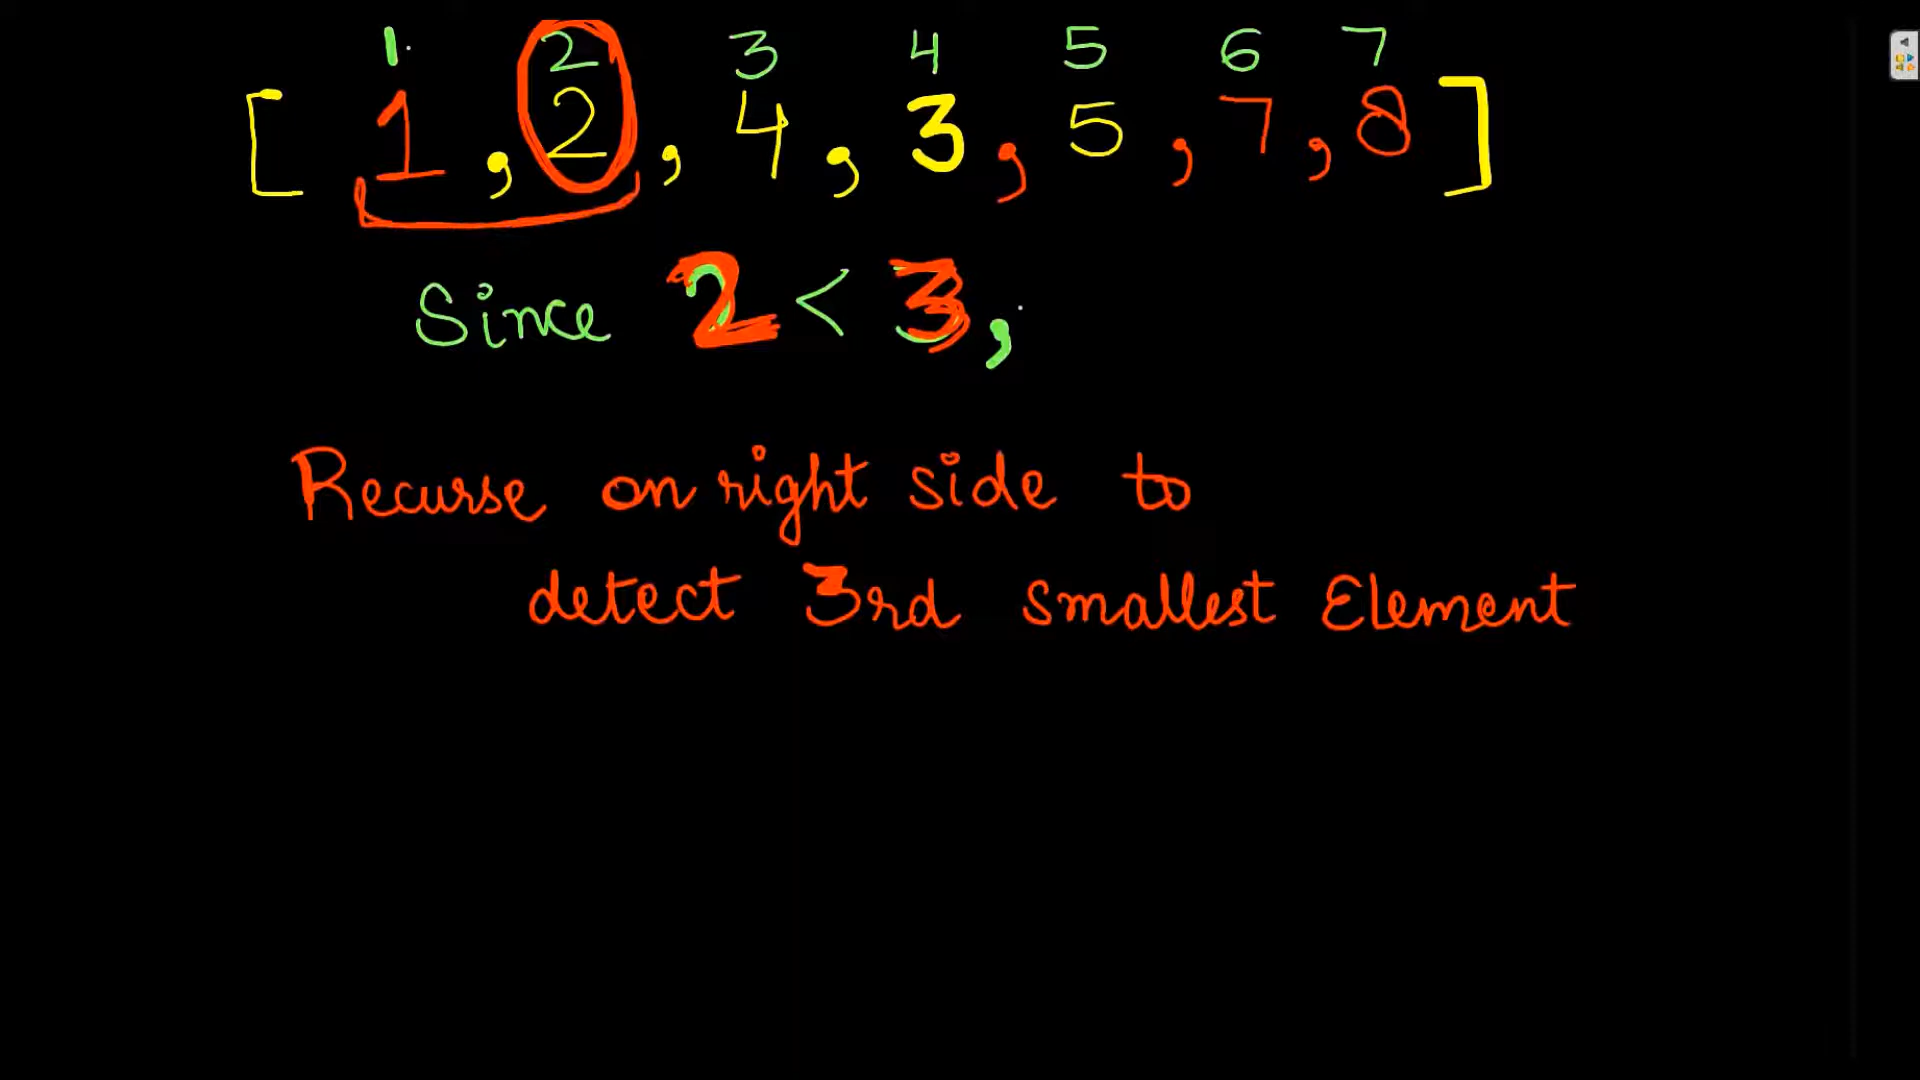 1 2 3 4 5 6 7
[ 1 , 2 , 4 , 3 , 5 , 7 , 8 ]
Since 2 < 3 ,
Recurse on right side to
detect 3rd smallest Element